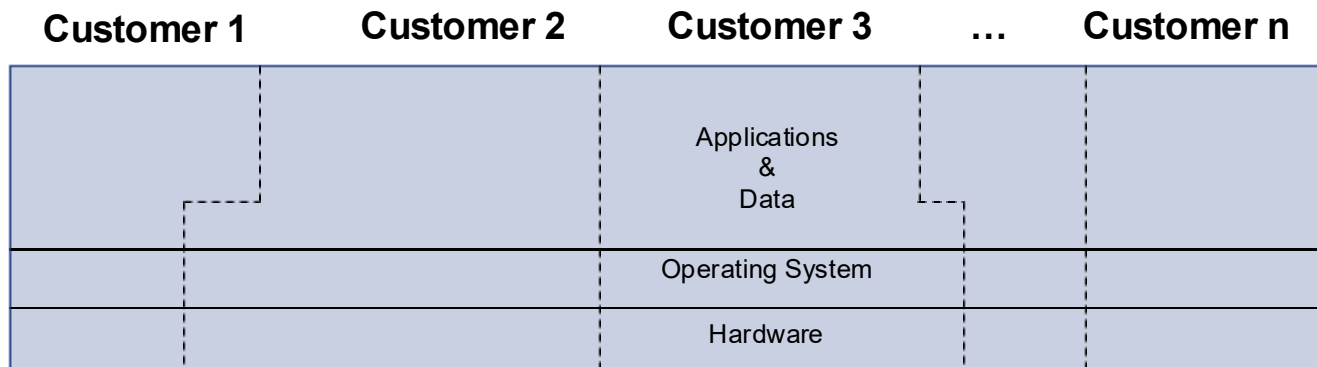 Customer 1 Customer 2 Customer 3 … Customer n
Applications
&
Data
Operating System
Hardware